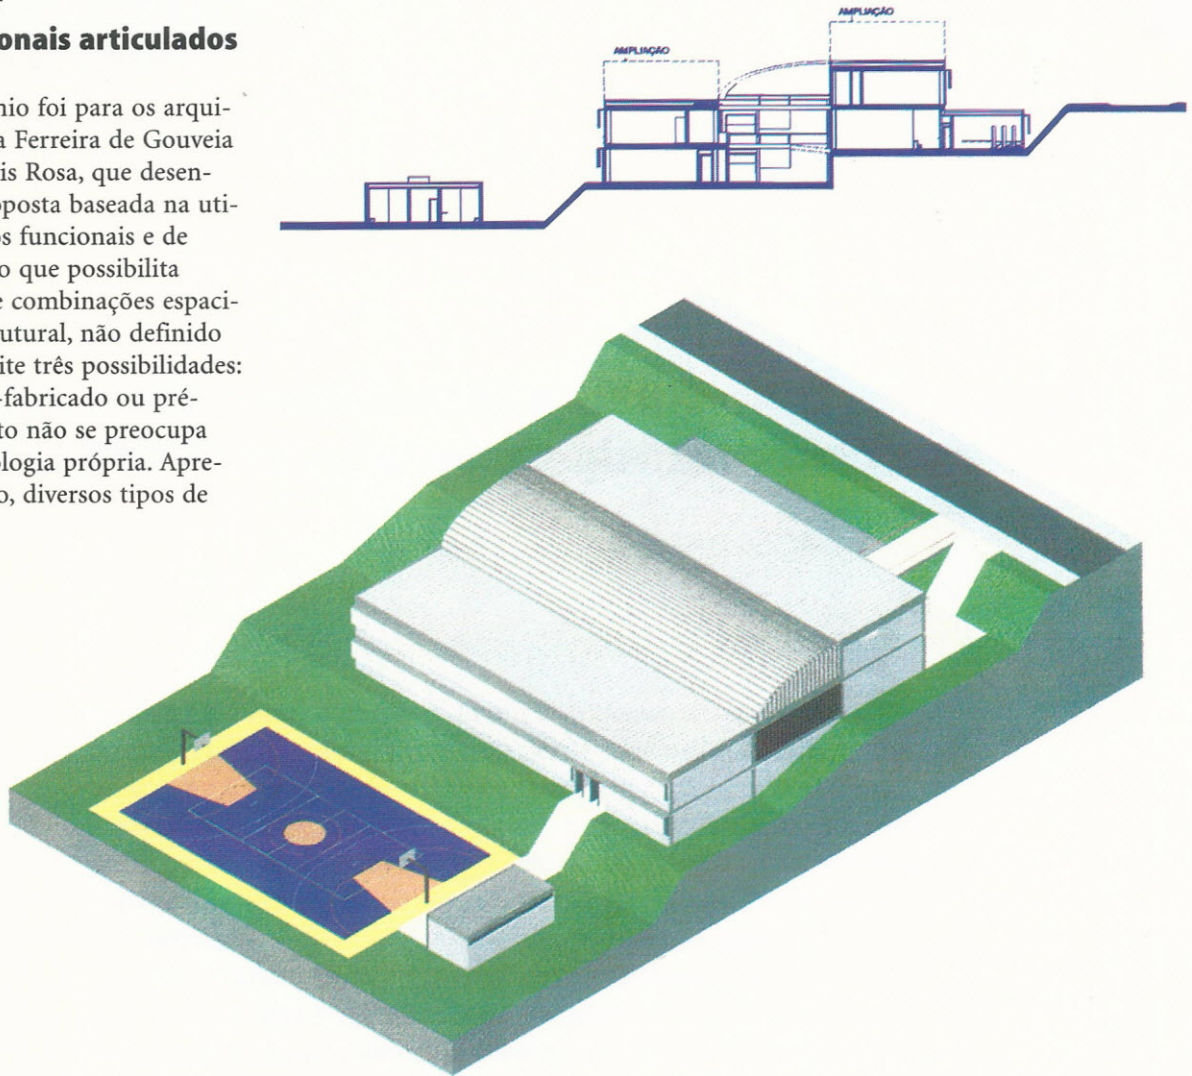 onais articulados
nio foi para os arqui-
a Ferreira de Gouveia
is Rosa, que desen-
oposta baseada na uti-
os funcionais e de
o que possibilita
e combinações espaci-
utural, não definido
ite três possibilidades:
-fabricado ou pré-
to não se preocupa
ologia própria. Apre-
o, diversos tipos de
AMPLIAÇÃO
AMPLIAÇÃO